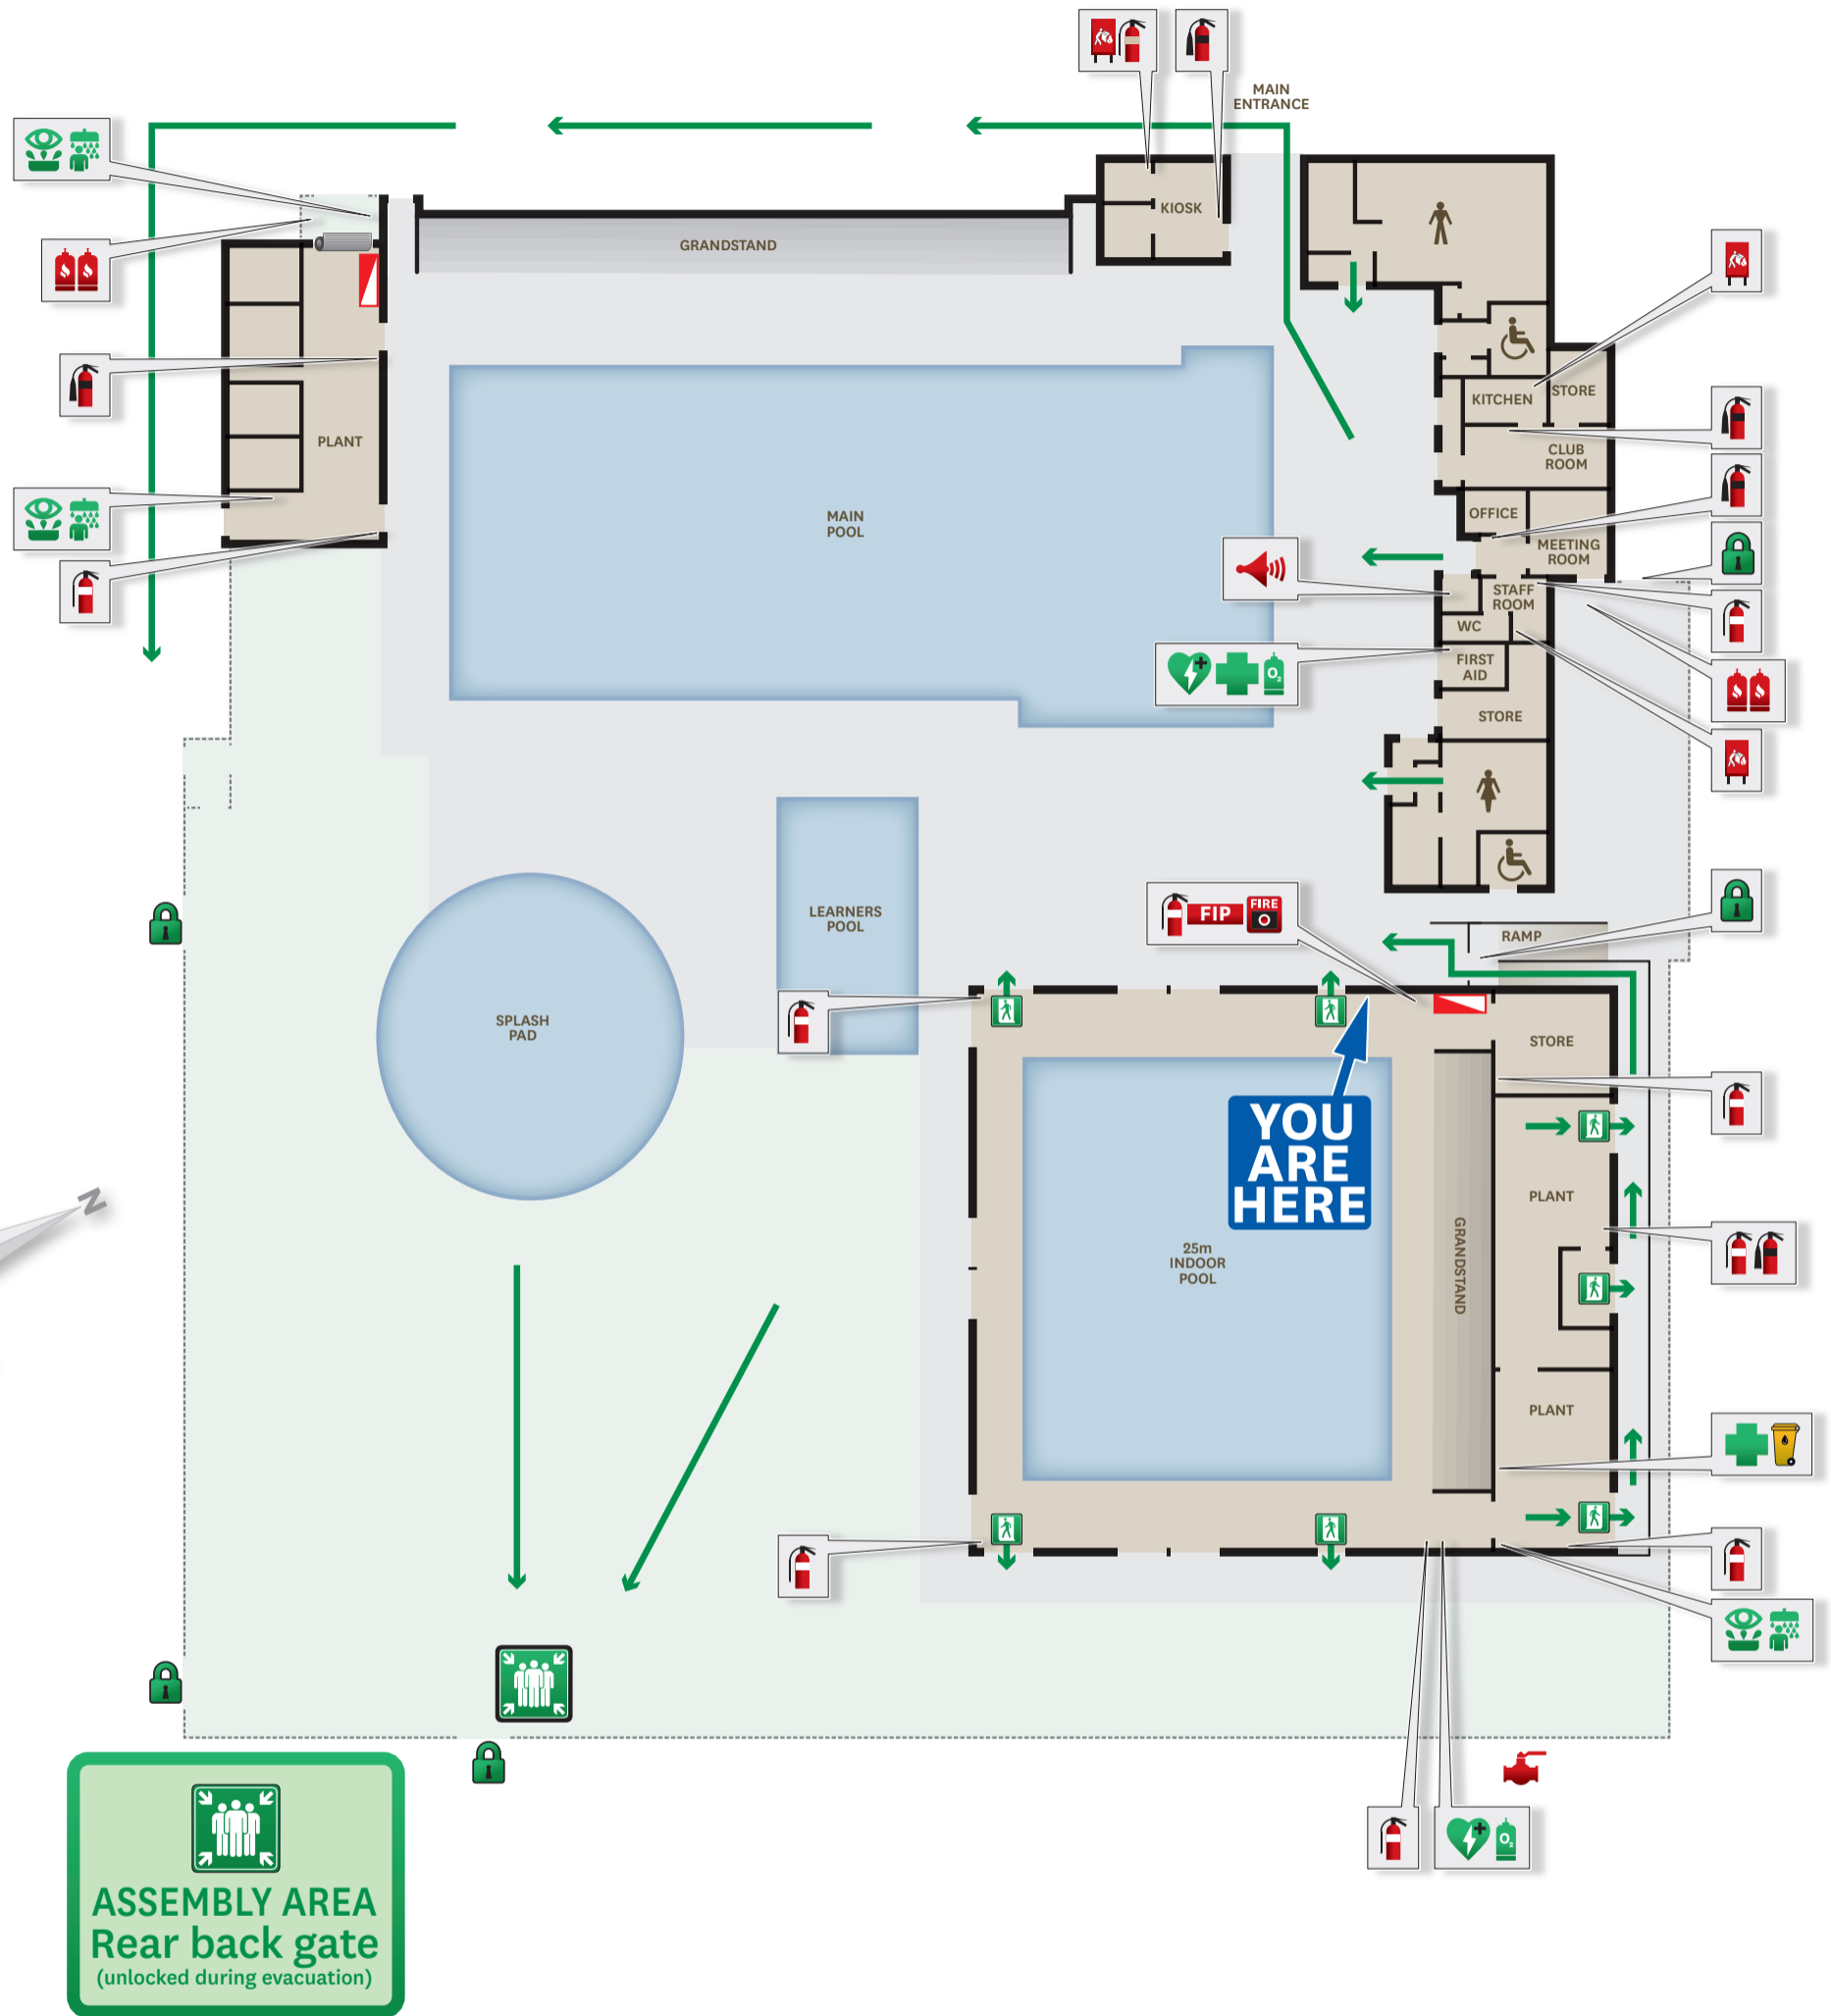 MAIN
ENTRANCE
KIOSK
GRANDSTAND
STORE
KITCHEN
CLUB
ROOM
PLANT
OFFICE
MAIN
POOL
MEETING
ROOM
STAFF
ROOM
WC
FIRST
AID
O₂
STORE
LEARNERS
POOL
FIP
FIRE
RAMP
SPLASH
PAD
STORE
YOU
ARE
HERE
N
PLANT
25m
INDOOR
POOL
GRANDSTAND
PLANT
O₂
ASSEMBLY AREA
Rear back gate
(unlocked during evacuation)